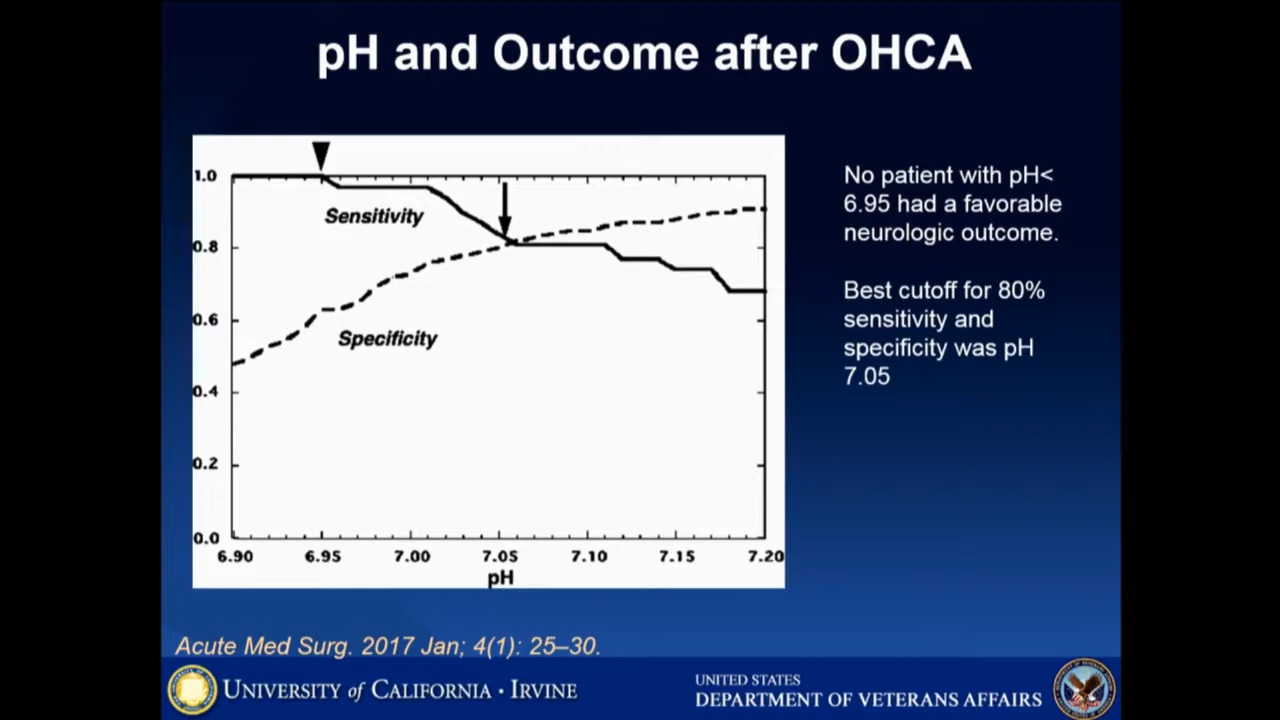 pH and Outcome after OHCA
1.0
0.8
0.6
0.4
0.2
0.0
Sensitivity
Specificity
6.90 6.95 7.00 7.05 7.10 7.15 7.20
pH
No patient with pH<
6.95 had a favorable
neurologic outcome.
Best cutoff for 80%
sensitivity and
specificity was pH
7.05
Acute Med Surg. 2017 Jan; 4(1): 25–30.
UNIVERSITY of CALIFORNIA · IRVINE
UNITED STATES
DEPARTMENT OF VETERANS AFFAIRS